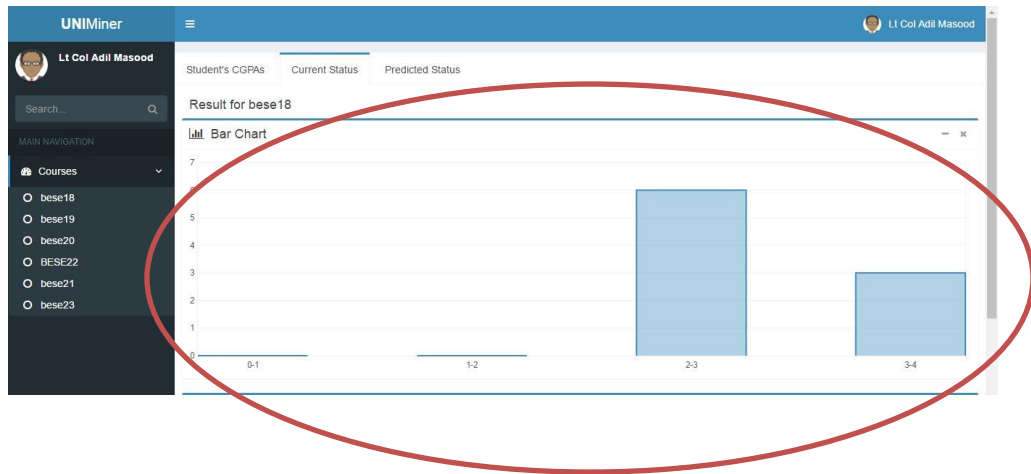 UNIMiner
Lt Col Adil Masood
Lt Col Adil Masood
Search...
MAIN NAVIGATION
Courses
bese18
bese19
bese20
BESE22
bese21
bese23
Student's CGPAs Current Status Predicted Status
Result for bese18
Bar Chart
7
5
4
3
2
1
0
0-1 1-2 2-3 3-4